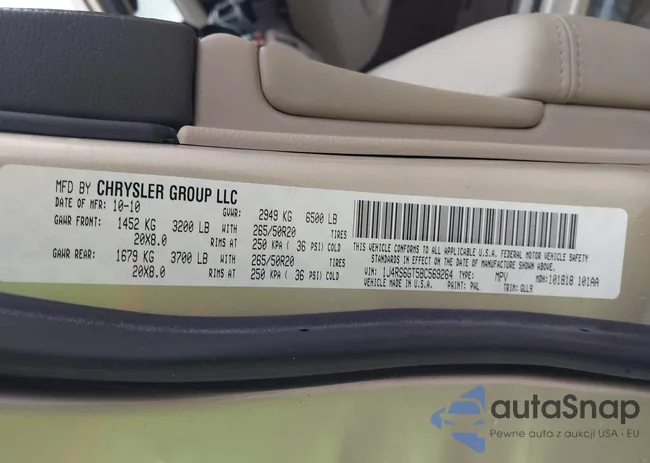 MFD BY CHRYSLER GROUP LLC
DATE OF MFR: 10-10 GVWR: 2949 KG 6500 LB
GAWR FRONT: 1452 KG 3200 LB WITH 265/50R20 TIRES
20X8.0 RIMS AT 250 KPA ( 36 PSI) COLD
GAWR REAR: 1679 KG 3700 LB WITH 265/50R20 TIRES
20X8.0 RIMS AT 250 KPA ( 36 PSI) COLD
THIS VEHICLE CONFORMS TO ALL APPLICABLE U.S.A. FEDERAL MOTOR VEHICLE SAFETY
STANDARDS IN EFFECT ON THE DATE OF MANUFACTURE SHOWN ABOVE.
VIN: 1J4RS6GT5BC569264 TYPE: MPV MDH: 101818 101AA
VEHICLE MADE IN U.S.A. PAINT: PWL TRIM: GLL9
autaSnap
Pewne auta z aukcji USA i EU